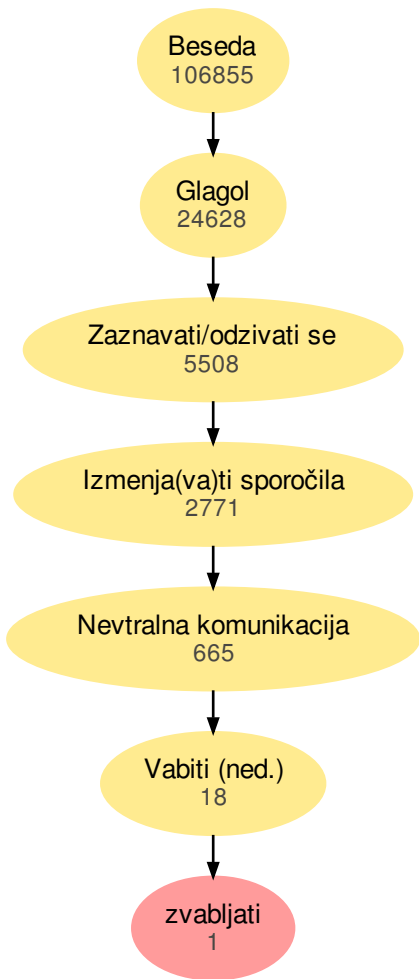 Beseda
106855
Glagol
24628
Zaznavati/odzivati se
5508
Izmenja(va)ti sporočila
2771
Nevtralna komunikacija
665
Vabiti (ned.)
18
zvabljati
1